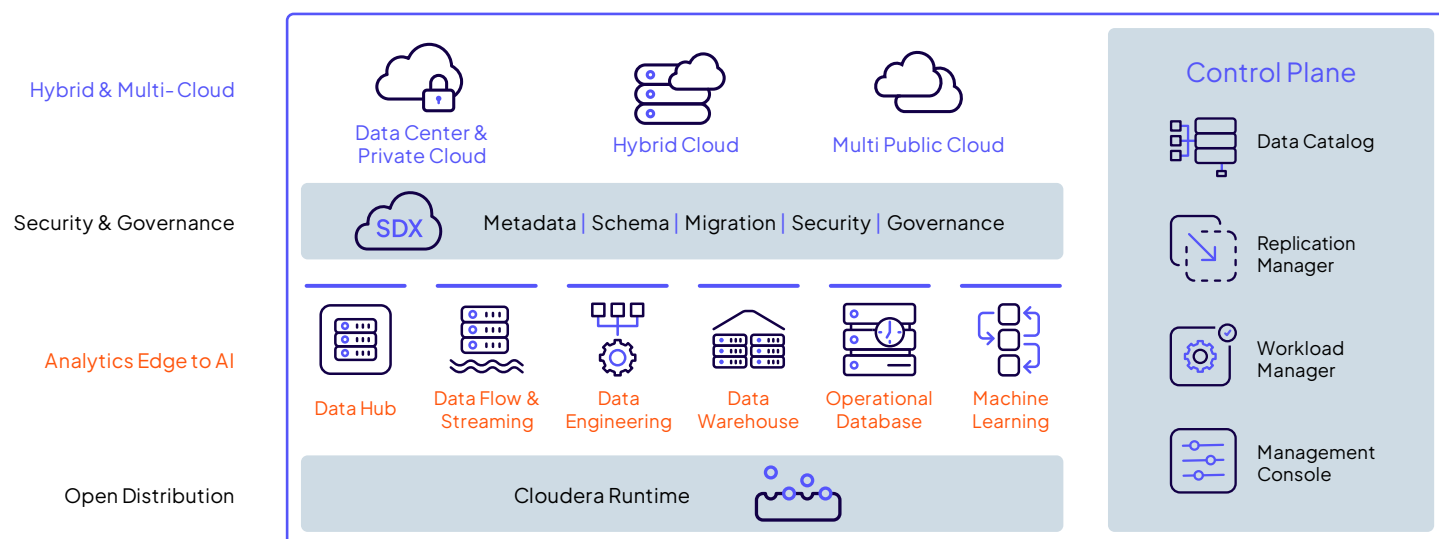 Hybrid & Multi-Cloud
Data Center &
Private Cloud
Hybrid Cloud
Multi Public Cloud
Security & Governance
SDX
Metadata | Schema | Migration | Security | Governance
Analytics Edge to AI
Data Hub
Data Flow &
Streaming
Data
Engineering
Data
Warehouse
Operational
Database
Machine
Learning
Open Distribution
Cloudera Runtime
Control Plane
Data Catalog
Replication
Manager
Workload
Manager
Management
Console